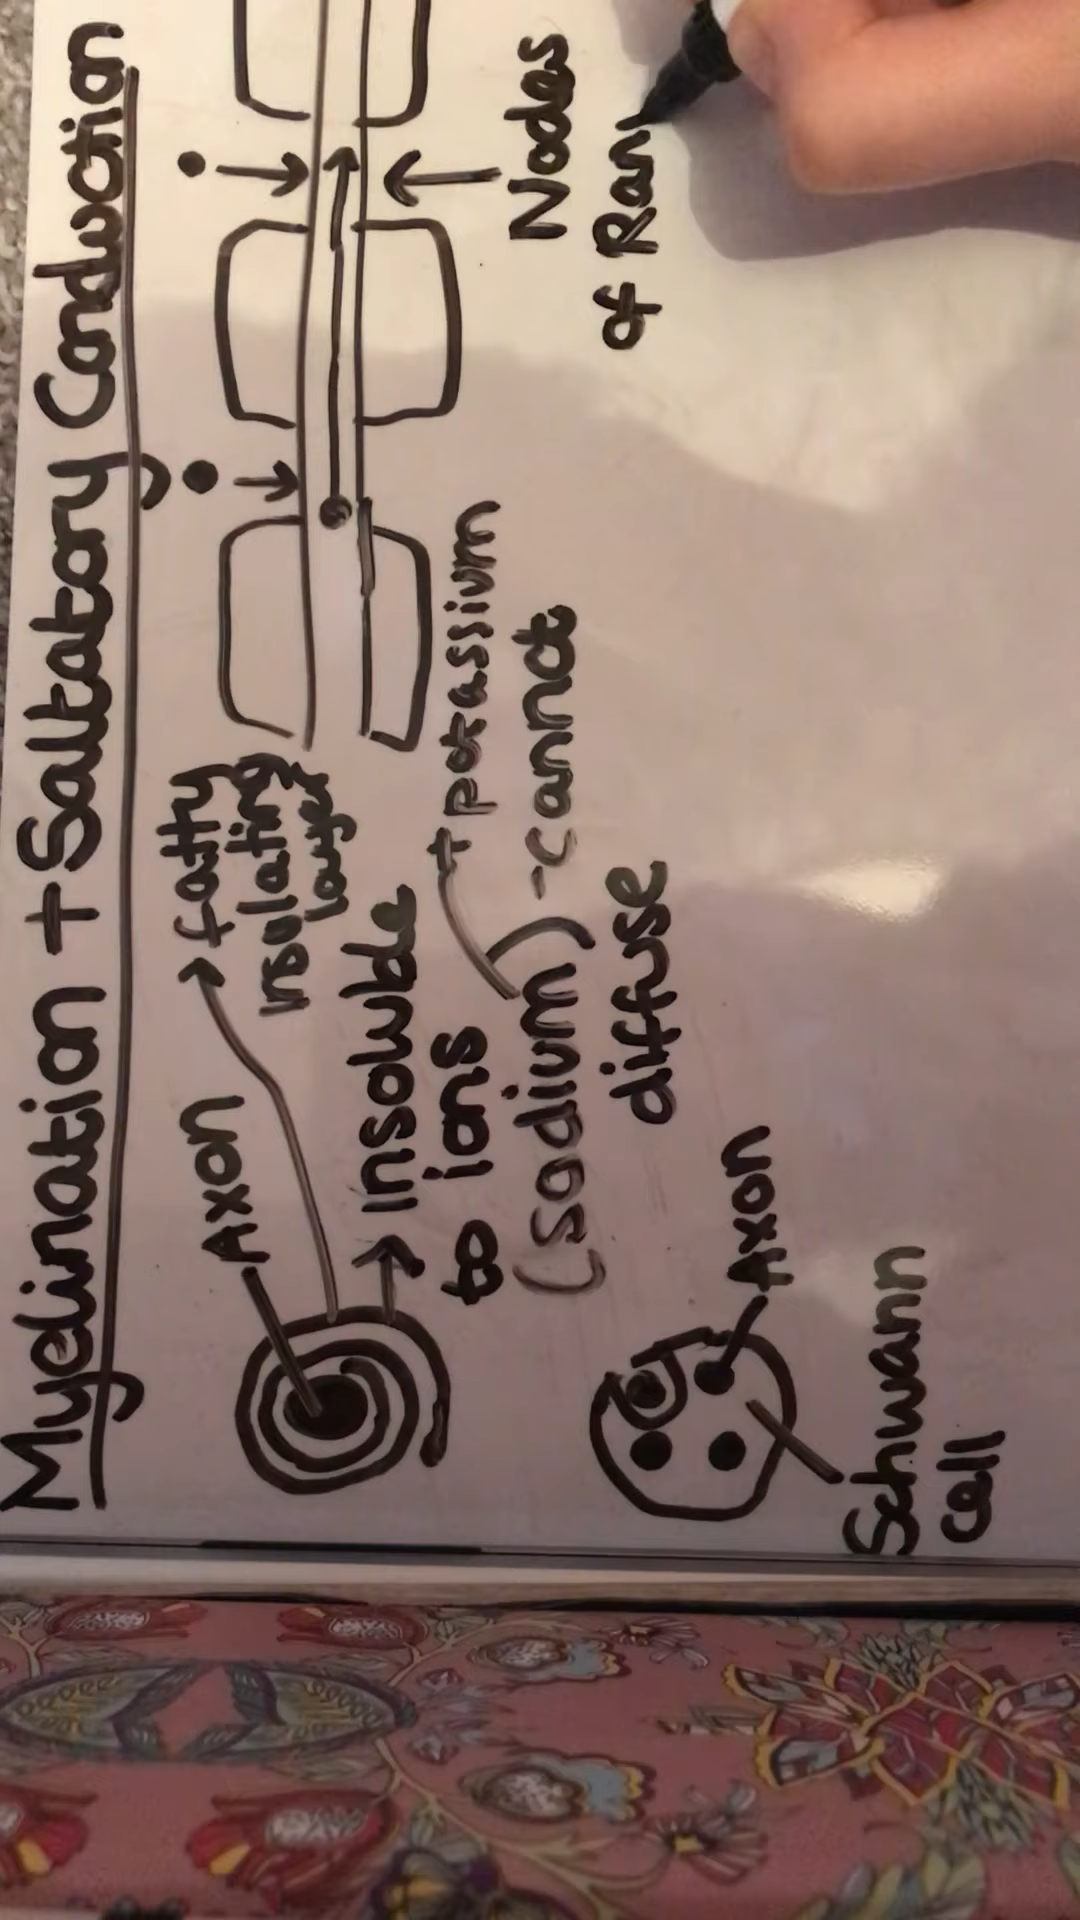 Myelination + Saltatory Conduction
Axon
fatty
insulating
layer
insoluble
to ions
(sodium)
+ potassium
-cannot
diffuse
Nodes
of Ran
Axon
Schwann
cell